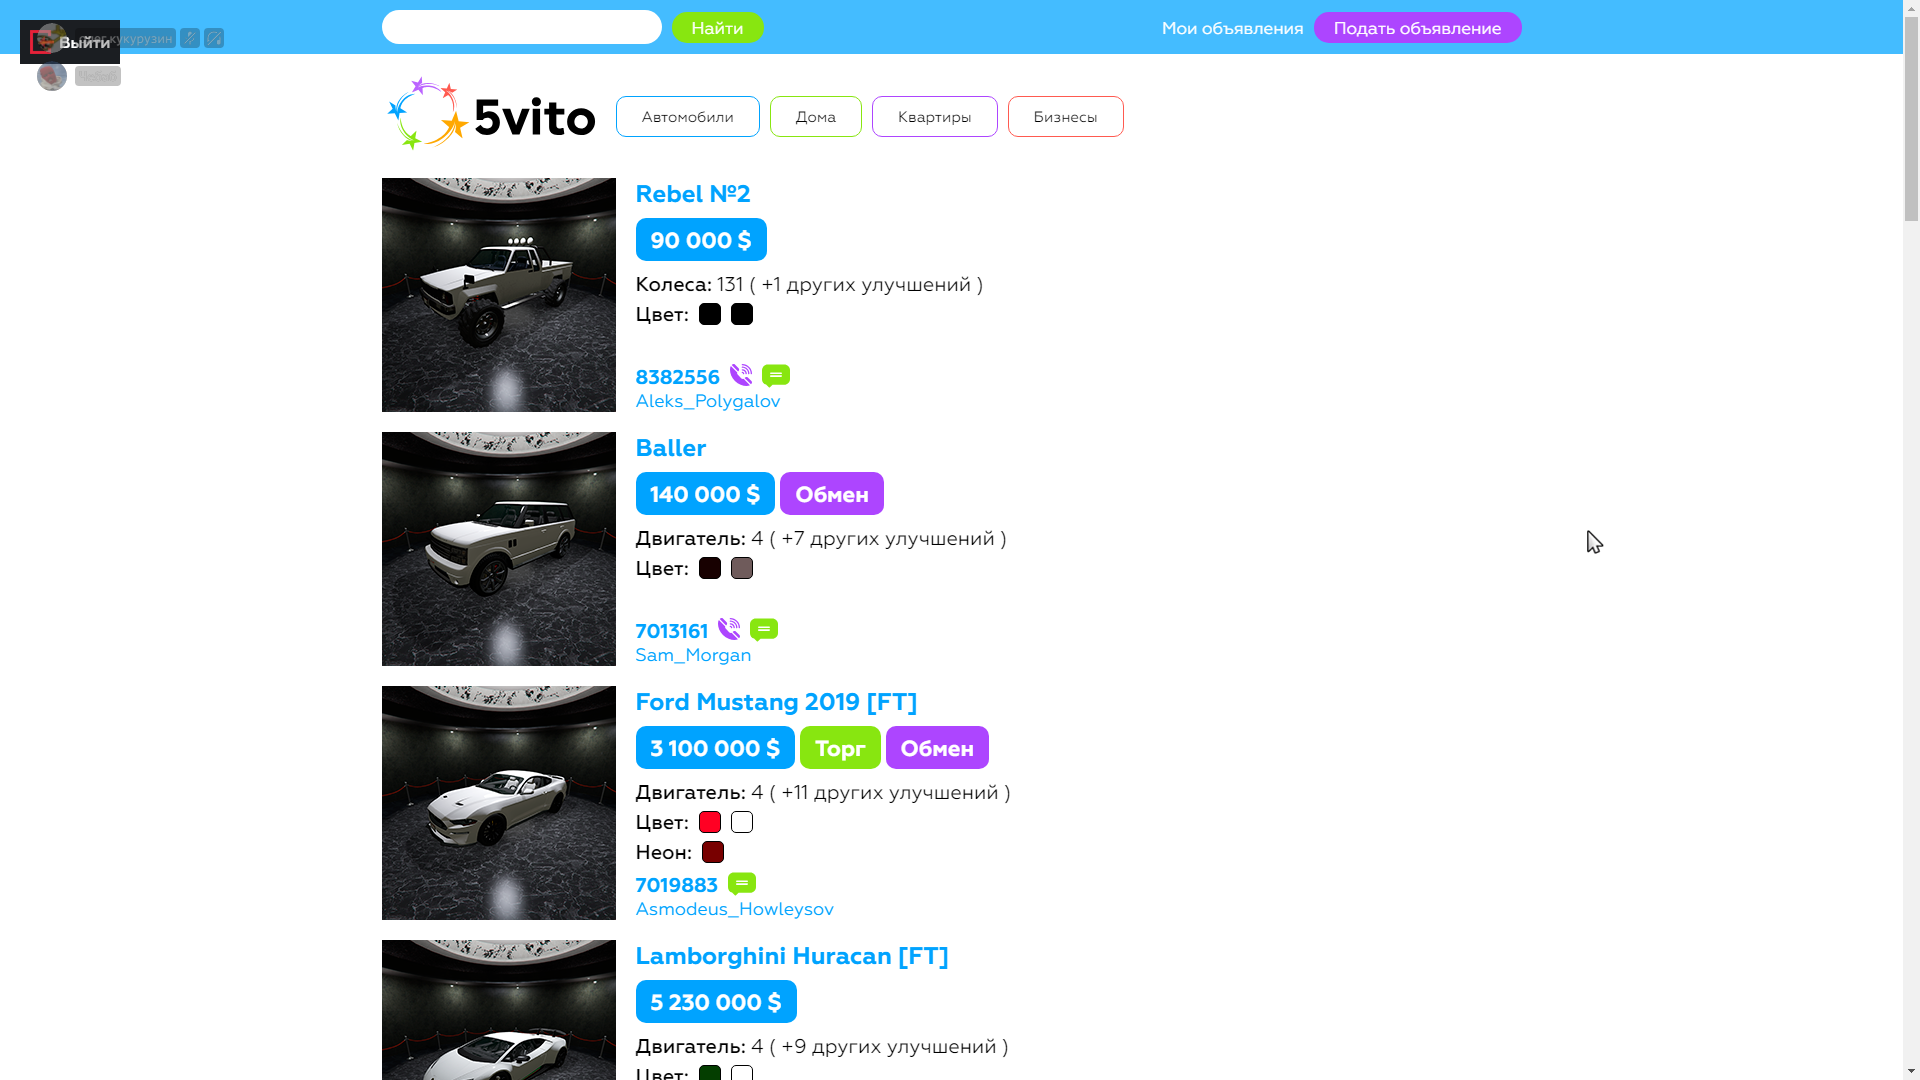 Найти
Мои объявления
Подать объявление
Выйти
кукурузин
5vito
Автомобили
Дома
Квартиры
Бизнесы
Rebel №2
90 000 $
Колеса: 131 ( +1 других улучшений )
Цвет:
8382556
Aleks_Polygalov
Baller
140 000 $ Обмен
Двигатель: 4 ( +7 других улучшений )
Цвет:
7013161
Sam_Morgan
Ford Mustang 2019 [FT]
3 100 000 $ Торг Обмен
Двигатель: 4 ( +11 других улучшений )
Цвет:
Неон:
7019883
Asmodeus_Howleysov
Lamborghini Huracan [FT]
5 230 000 $
Двигатель: 4 ( +9 других улучшений )
Цвет: